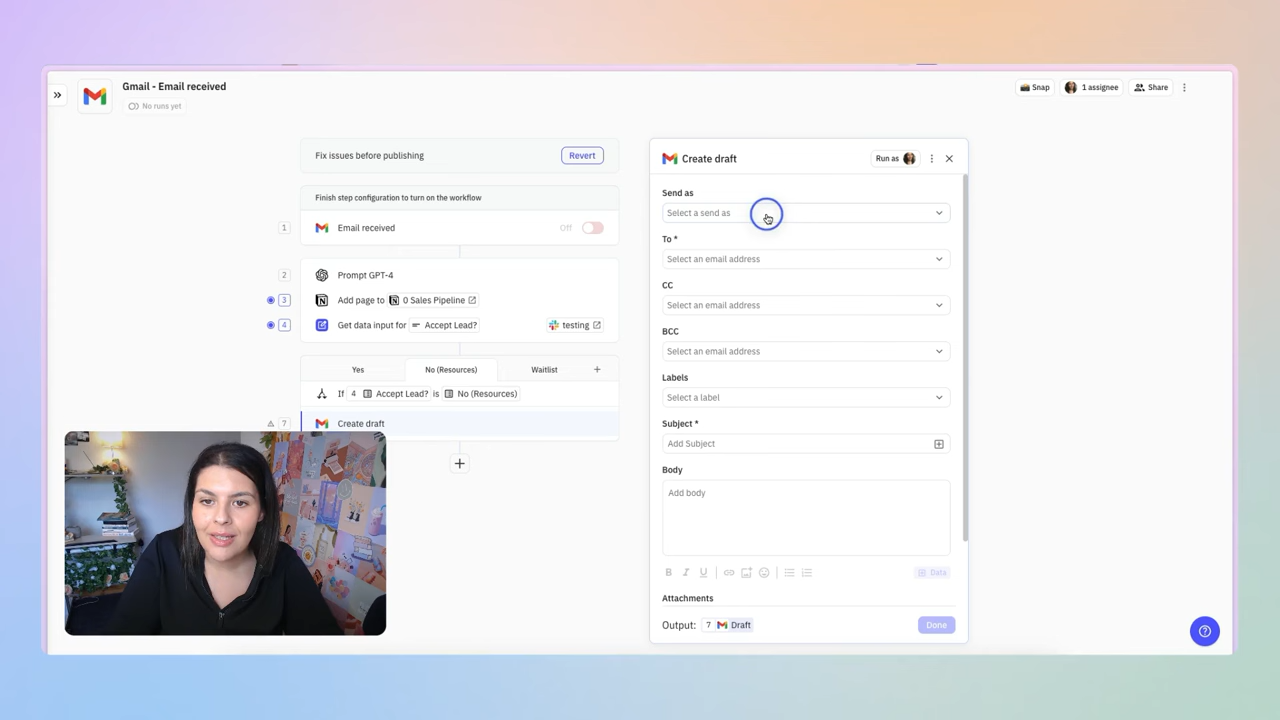 Gmail - Email received
No runs yet
Snap
1 assignee
Share
Fix issues before publishing
Revert
Finish step configuration to turn on the workflow
1
Email received
Off
2
Prompt GPT-4
3
Add page to 0 Sales Pipeline
4
Get data input for Accept Lead?
testing
Yes
No (Resources)
Waitlist
+
If 4 Accept Lead? is No (Resources)
7
Create draft
Create draft
Run as
Send as
Select a send as
To *
Select an email address
CC
Select an email address
BCC
Select an email address
Labels
Select a label
Subject *
Add Subject
Body
Add body
B I U
Data
Attachments
Output: 7 Draft
Done